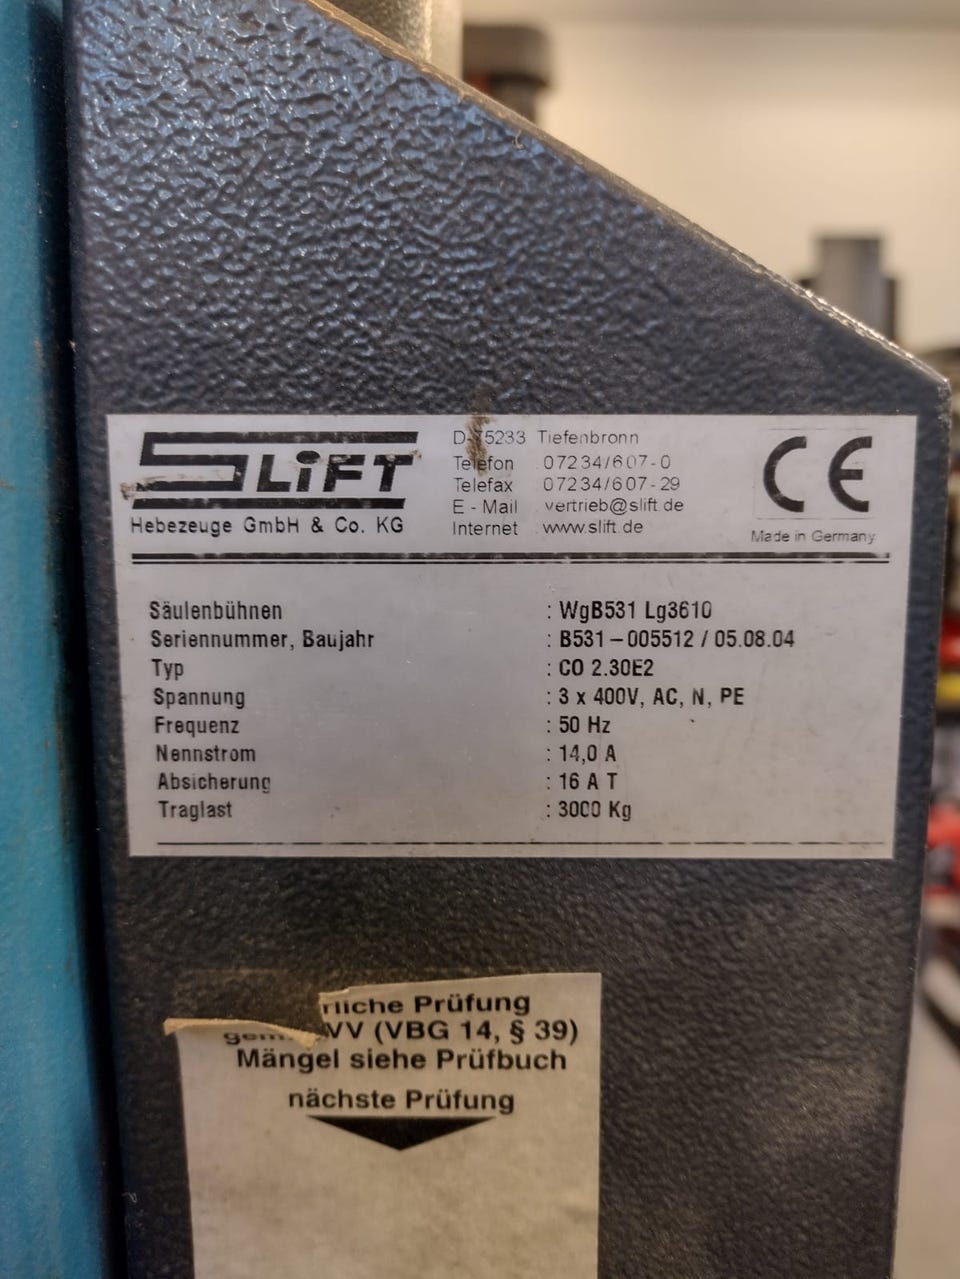 SLiFT
Hebezeuge GmbH & Co. KG
D-75233 Tiefenbronn
Telefon 07234/607-0
Telefax 07234/607-29
E - Mail vertrieb@slift.de
Internet www.slift.de
CE
Made in Germany
Säulenbühnen : WgB531 Lg3610
Seriennummer, Baujahr : B531-005512 / 05.08.04
Typ : CO 2.30E2
Spannung : 3 x 400V, AC, N, PE
Frequenz : 50 Hz
Nennstrom : 14,0 A
Absicherung : 16 A T
Traglast : 3000 Kg
Prüfung
(VBG 14, § 39)
Mängel siehe Prüfbuch
nächste Prüfung